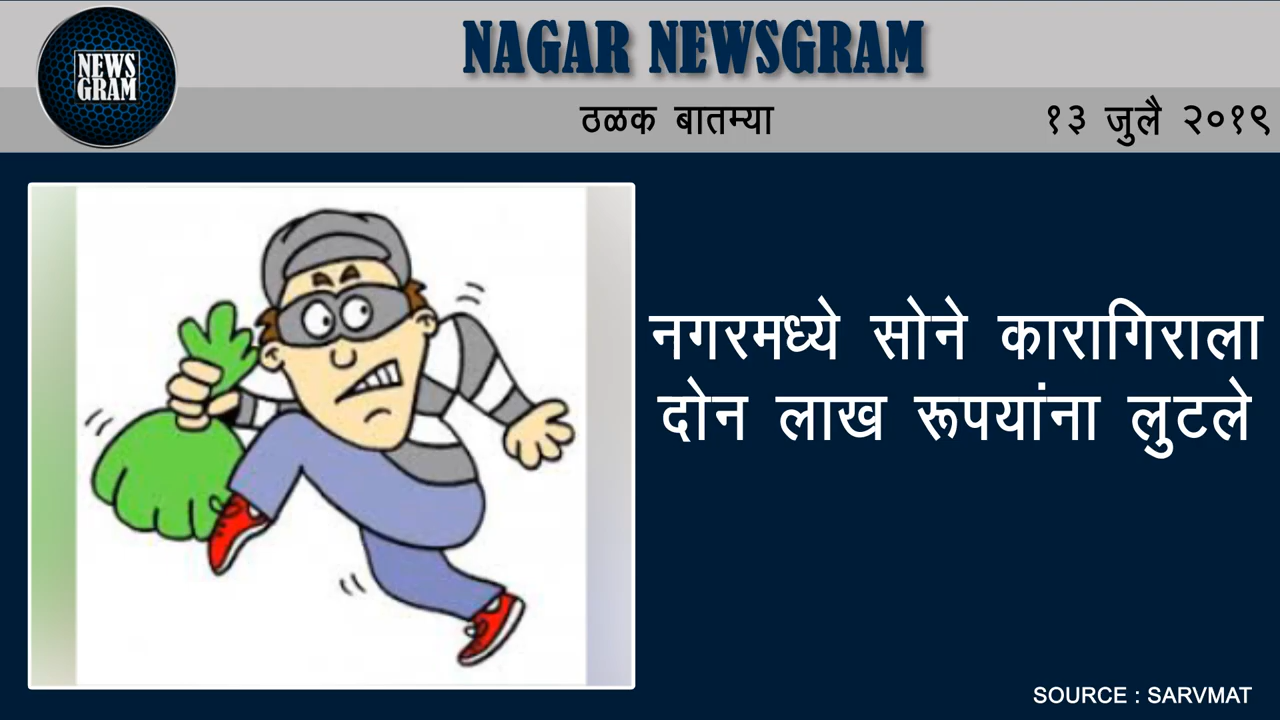 NEWS
GRAM
NAGAR NEWSGRAM
ठळक बातम्या
१३ जुलै २०१९
नगरमध्ये सोने कारागिराला
दोन लाख रूपयांना लुटले
SOURCE : SARVMAT